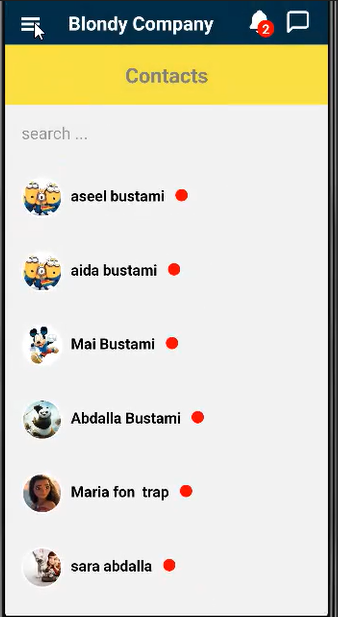 Blondy Company
2
Contacts
search ...
aseel bustami
aida bustami
Mai Bustami
Abdalla Bustami
Maria fon  trap
sara abdalla